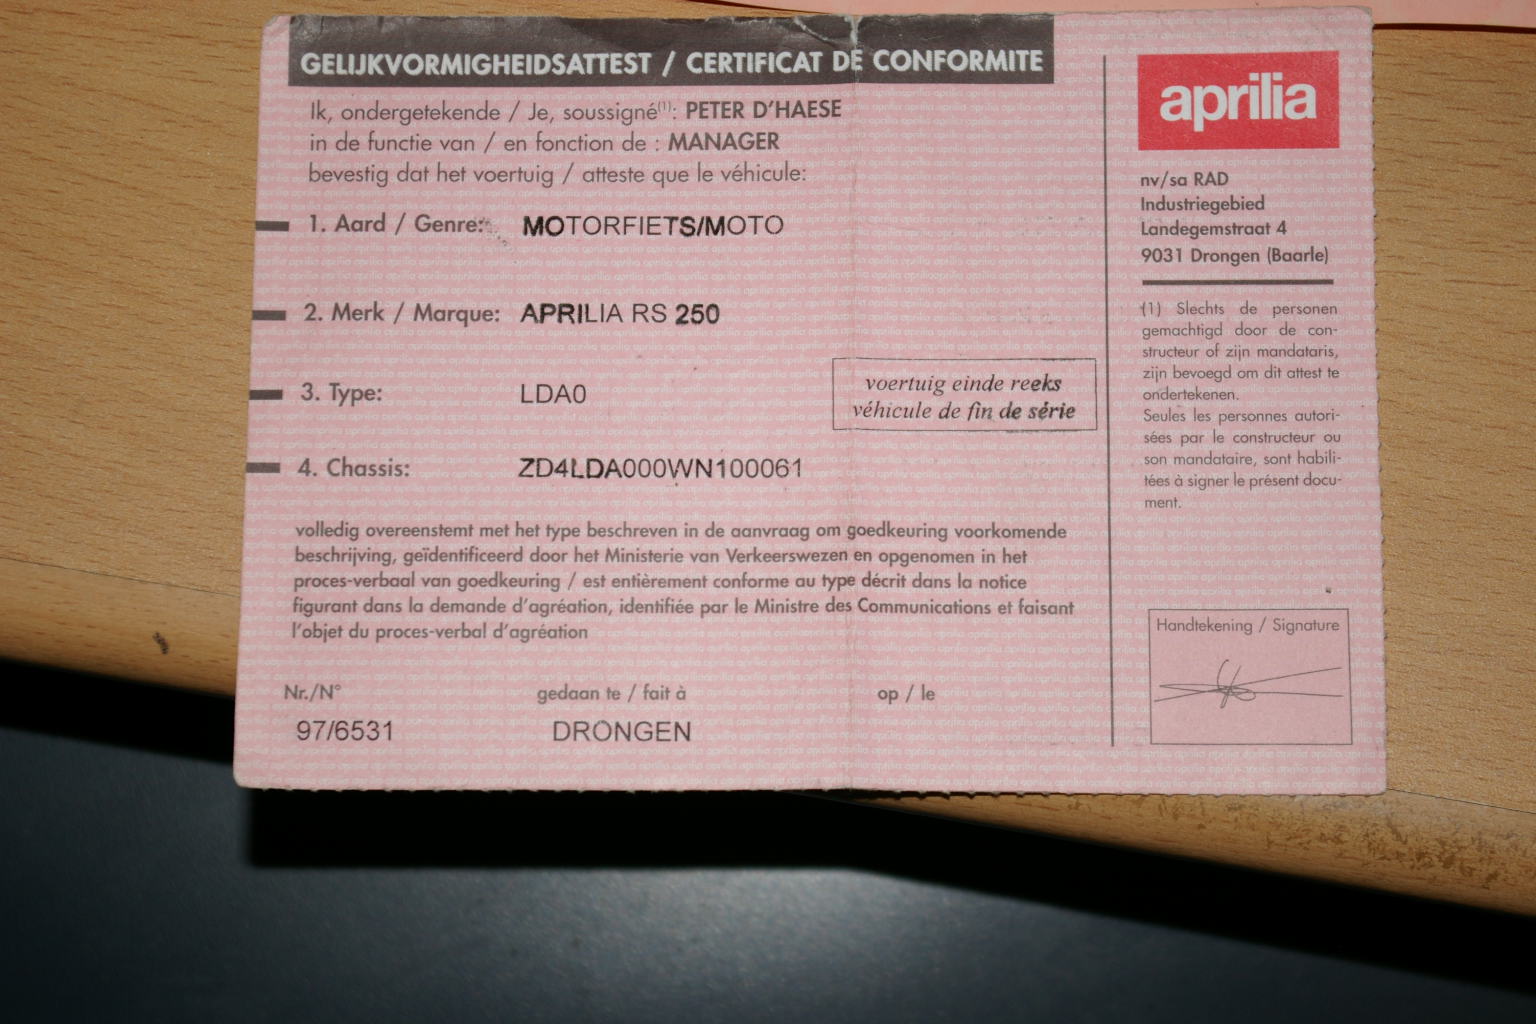 GELIJKVORMIGHEIDSATTEST / CERTIFICAT DE CONFORMITE
Ik, ondergetekende / Je, soussigné(1): PETER D'HAESE
in de functie van / en fonction de : MANAGER
bevestig dat het voertuig / atteste que le véhicule:
1. Aard / Genre: MOTORFIETS/MOTO
2. Merk / Marque: APRILIA RS 250
3. Type: LDA0
voertuig einde reeks
véhicule de fin de série
4. Chassis: ZD4LDA000WN100061
volledig overeenstemt met het type beschreven in de aanvraag om goedkeuring voorkomende
beschrijving, geïdentificeerd door het Ministerie van Verkeerswezen en opgenomen in het
proces-verbaal van goedkeuring / est entièrement conforme au type décrit dans la notice
figurant dans la demande d'agréation, identifiée par le Ministre des Communications et faisant
l'objet du proces-verbal d'agréation
Nr./N° gedaan te / fait à op / le
97/6531 DRONGEN
aprilia
nv/sa RAD
Industriegebied
Landegemstraat 4
9031 Drongen (Baarle)
(1) Slechts de personen
gemachtigd door de con-
structeur of zijn mandataris,
zijn bevoegd om dit attest te
ondertekenen.
Seules les personnes autori-
sées par le constructeur ou
son mandataire, sont habili-
tées à signer le présent docu-
ment.
Handtekening / Signature